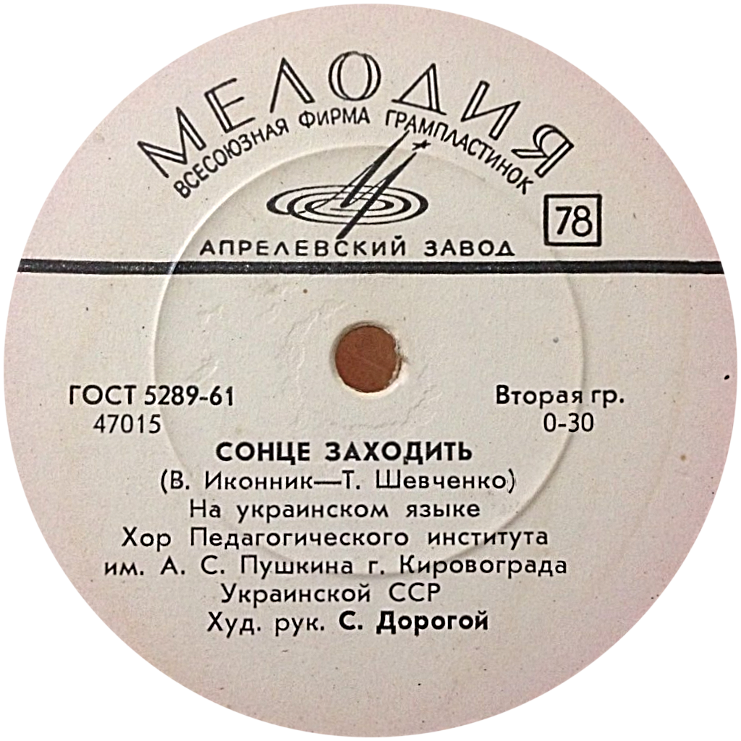 МЕЛОДИЯ
ВСЕСОЮЗНАЯ ФИРМА ГРАМПЛАСТИНОК
78
АПРЕЛЕВСКИЙ ЗАВОД
ГОСТ 5289-61
Вторая гр.
47015
0-30
СОНЦЕ ЗАХОДИТЬ
(В. Иконник—Т. Шевченко)
На украинском языке
Хор Педагогического института
им. А. С. Пушкина г. Кировограда
Украинской ССР
Худ. рук. С. Дорогой